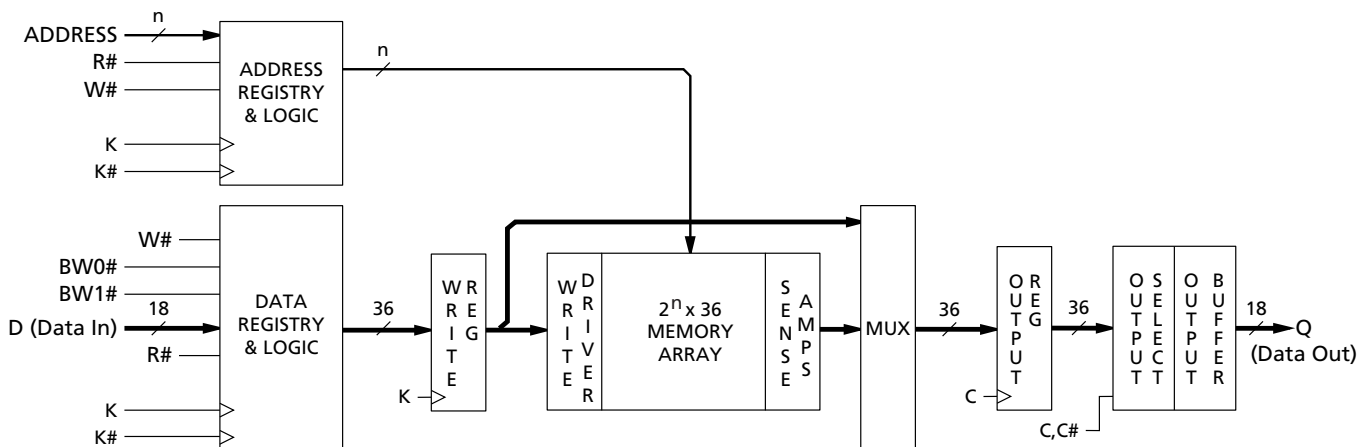 ADDRESS
n
R#
W#
K
K#
ADDRESS
REGISTRY
& LOGIC
n
W#
BW0#
BW1#
D (Data In)
18
R#
K
K#
DATA
REGISTRY
& LOGIC
36
WRITE
REG
K
WRITE
DRIVER
2ⁿ x 36
MEMORY
ARRAY
SENSE
AMPS
MUX
36
OUTPUT
REG
C
36
OUTPUT
SELECT
OUTPUT
BUFFER
C,C#
18
Q
(Data Out)